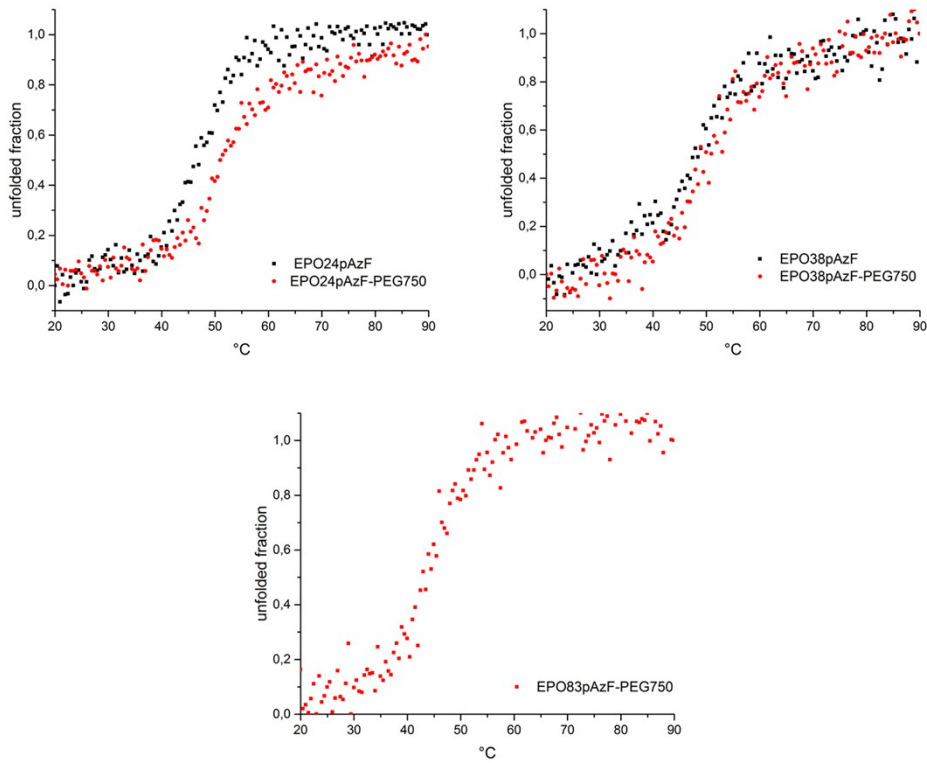 1,0
0,8
0,6
0,4
0,2
0,0
unfolded fraction
EPO24pAzF
EPO24pAzF-PEG750
20 30 40 50 60 70 80 90
°C
1,0
0,8
0,6
0,4
0,2
0,0
unfolded fraction
EPO38pAzF
EPO38pAzF-PEG750
20 30 40 50 60 70 80 90
°C
1,0
0,8
0,6
0,4
0,2
0,0
unfolded fraction
EPO83pAzF-PEG750
20 30 40 50 60 70 80 90
°C